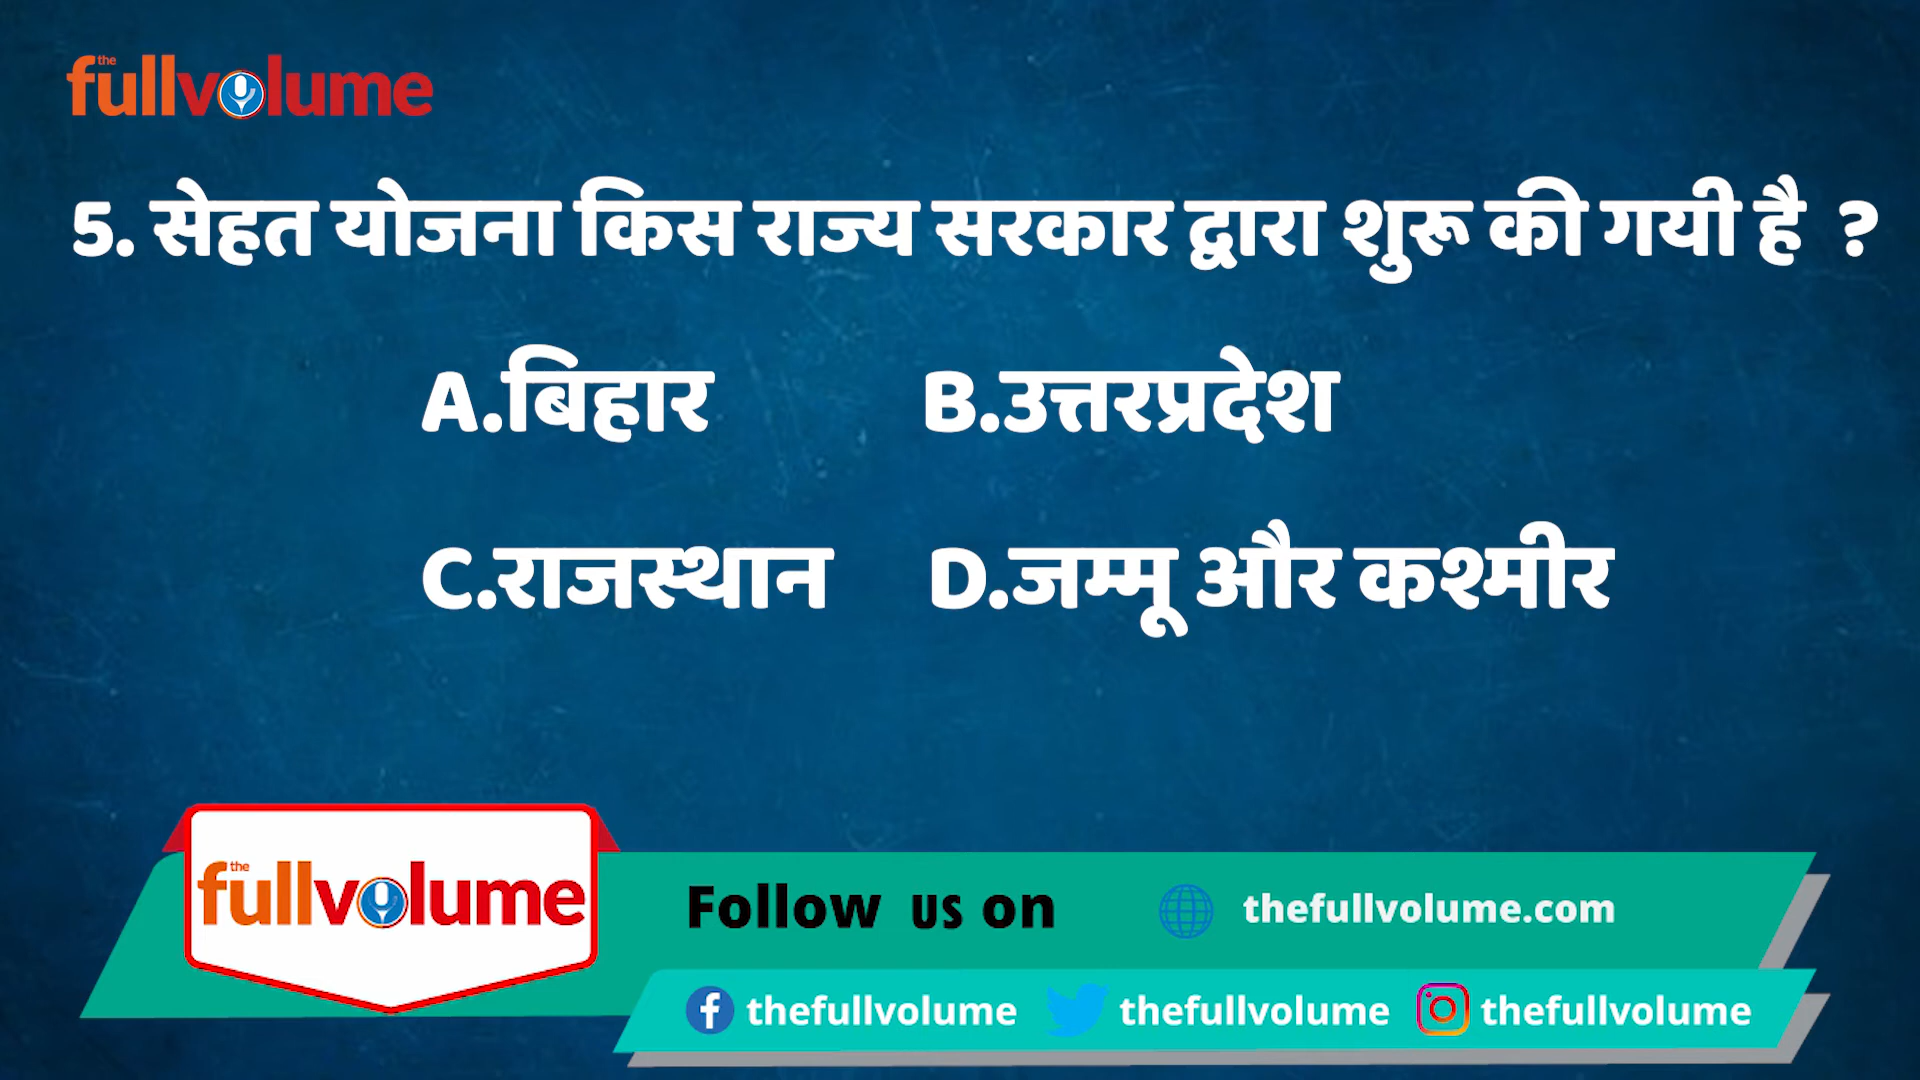 the fullvolume
5. सेहत योजना किस राज्य सरकार द्वारा शुरू की गयी है ?
A.बिहार B.उत्तरप्रदेश
C.राजस्थान D.जम्मू और कश्मीर
the fullvolume
Follow us on thefullvolume.com
thefullvolume thefullvolume thefullvolume